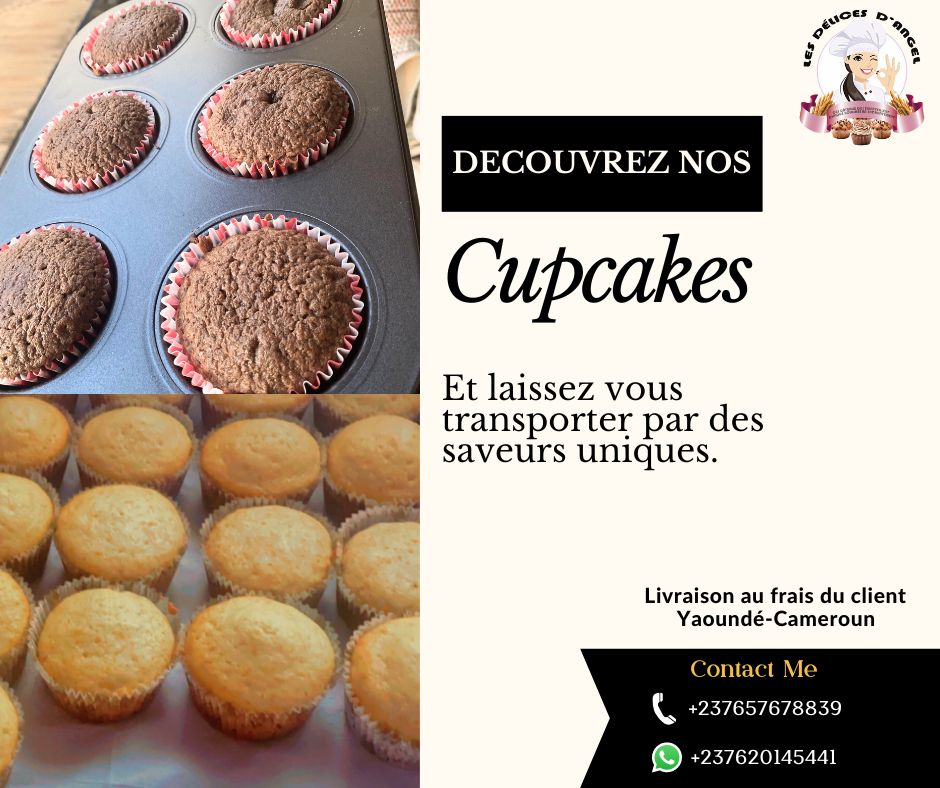 LES DÉLICES D'ANGEL
DECOUVREZ NOS
Cupcakes
Et laissez vous
transporter par des
saveurs uniques.
Livraison au frais du client
Yaoundé-Cameroun
Contact Me
+237657678839
+237620145441